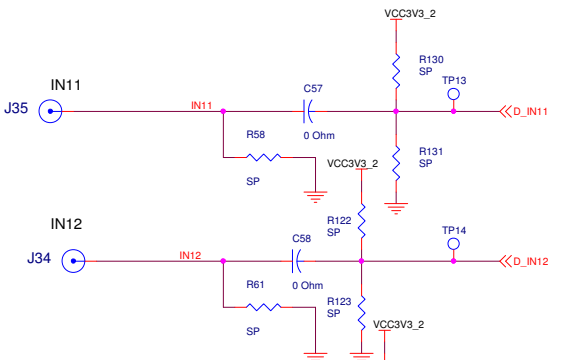 VCC3V3_2
R130
SP
TP13
IN11
J35
C57
IN11
D_IN11
R58
0 Ohm
R131
SP
SP
VCC3V3_2
IN12
R122
SP
TP14
C58
J34
IN12
D_IN12
R61
0 Ohm
R123
SP
SP
VCC3V3_2